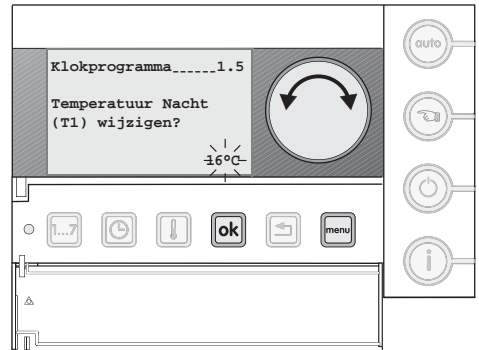 Klokprogramma______1.5
Temperatuur Nacht
(T1) wijzigen?
16°C
auto
1...7
ok
menu
i